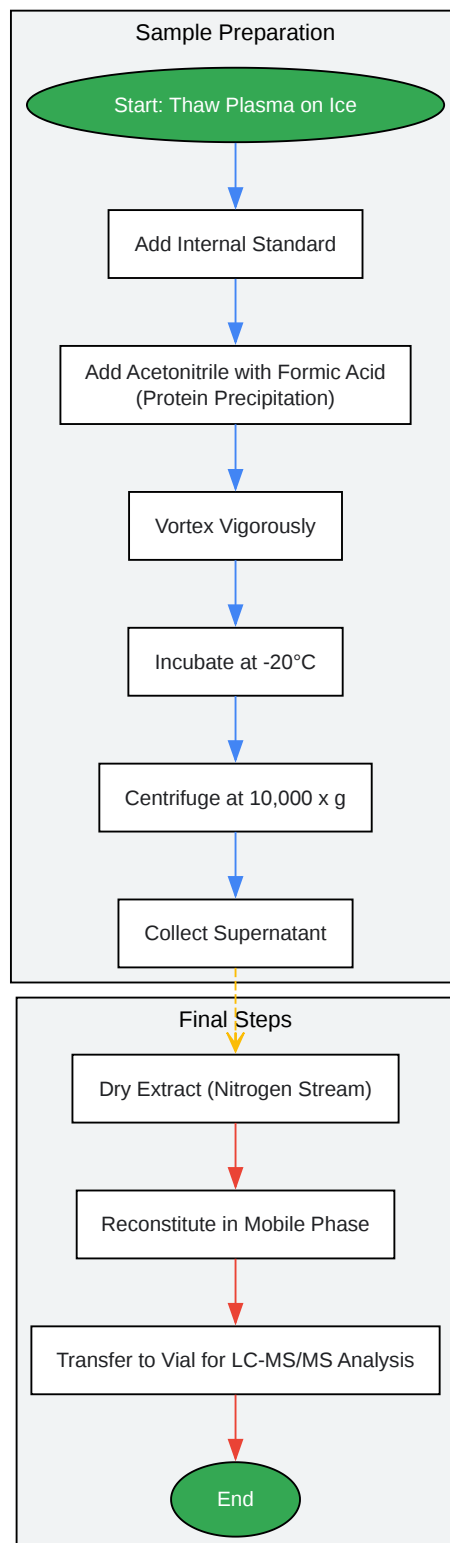 Sample Preparation
Start: Thaw Plasma on Ice
Add Internal Standard
Add Acetonitrile with Formic Acid
(Protein Precipitation)
Vortex Vigorously
Incubate at -20°C
Centrifuge at 10,000 x g
Collect Supernatant
Final Steps
Dry Extract (Nitrogen Stream)
Reconstitute in Mobile Phase
Transfer to Vial for LC-MS/MS Analysis
End